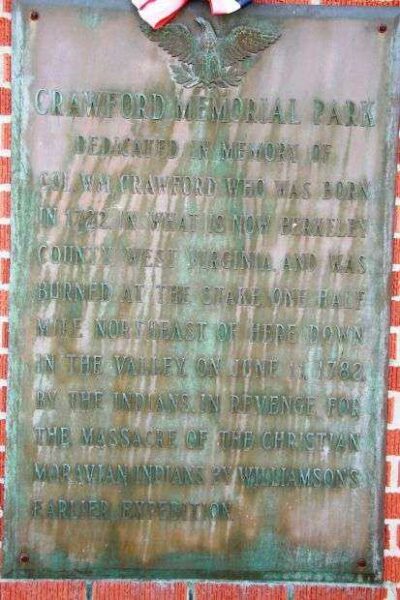 CRAWFORD MEMORIAL PARK
DEDICATED IN MEMORY OF
COL. WM. CRAWFORD WHO WAS BORN
IN 1722 IN WHAT IS NOW BERKELEY
COUNTY WEST VIRGINIA, AND WAS
BURNED AT THE STAKE, ONE HALF
MILE NORTHEAST OF HERE DOWN
IN THE VALLEY, ON JUNE 11, 1782,
BY THE INDIANS, IN REVENGE FOR
THE MASSACRE OF THE CHRISTIAN
MORAVIAN INDIANS BY WILLIAMSON'S
EARLIER EXPEDITION